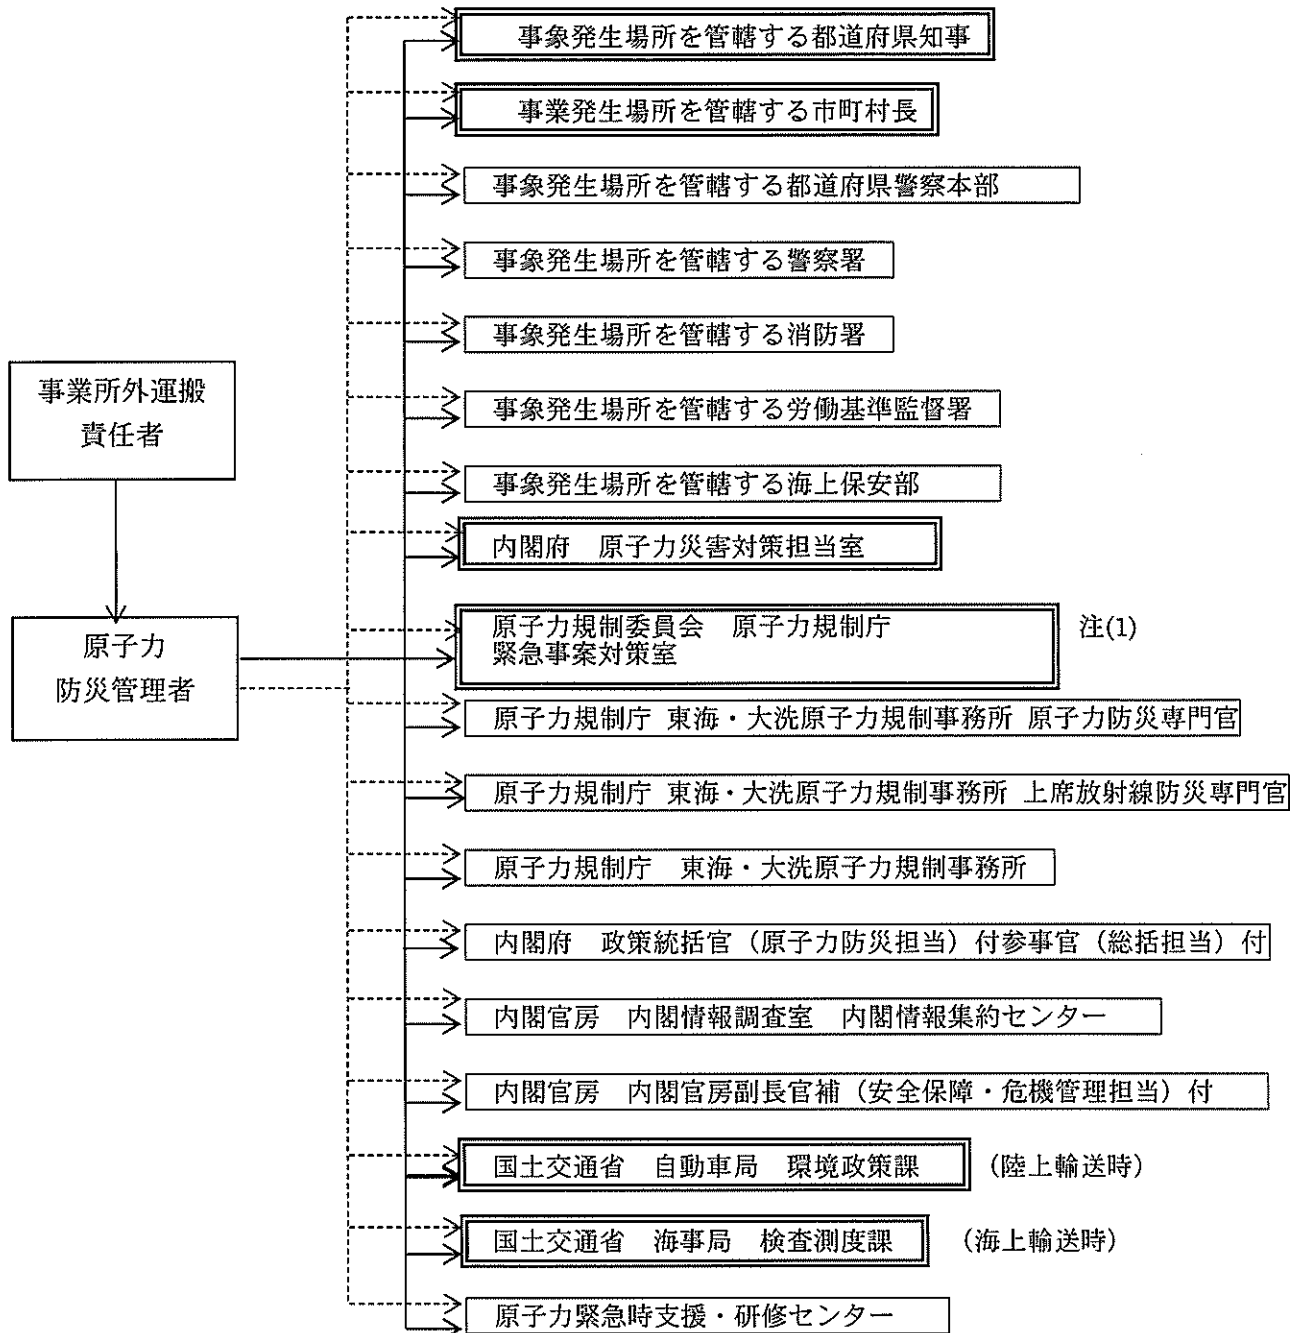 事象発生場所を管轄する都道府県知事
事業発生場所を管轄する市町村長
事象発生場所を管轄する都道府県警察本部
事象発生場所を管轄する警察署
事象発生場所を管轄する消防署
事業所外運搬
責任者
事象発生場所を管轄する労働基準監督署
事象発生場所を管轄する海上保安部
内閣府 原子力災害対策担当室
原子力
防災管理者
原子力規制委員会 原子力規制庁
緊急事案対策室
注(1)
原子力規制庁 東海・大洗原子力規制事務所 原子力防災専門官
原子力規制庁 東海・大洗原子力規制事務所 上席放射線防災専門官
原子力規制庁 東海・大洗原子力規制事務所
内閣府 政策統括官（原子力防災担当）付参事官（総括担当）付
内閣官房 内閣情報調査室 内閣情報集約センター
内閣官房 内閣官房副長官補（安全保障・危機管理担当）付
国土交通省 自動車局 環境政策課 (陸上輸送時)
国土交通省 海事局 検査測度課 (海上輸送時)
原子力緊急時支援・研修センター